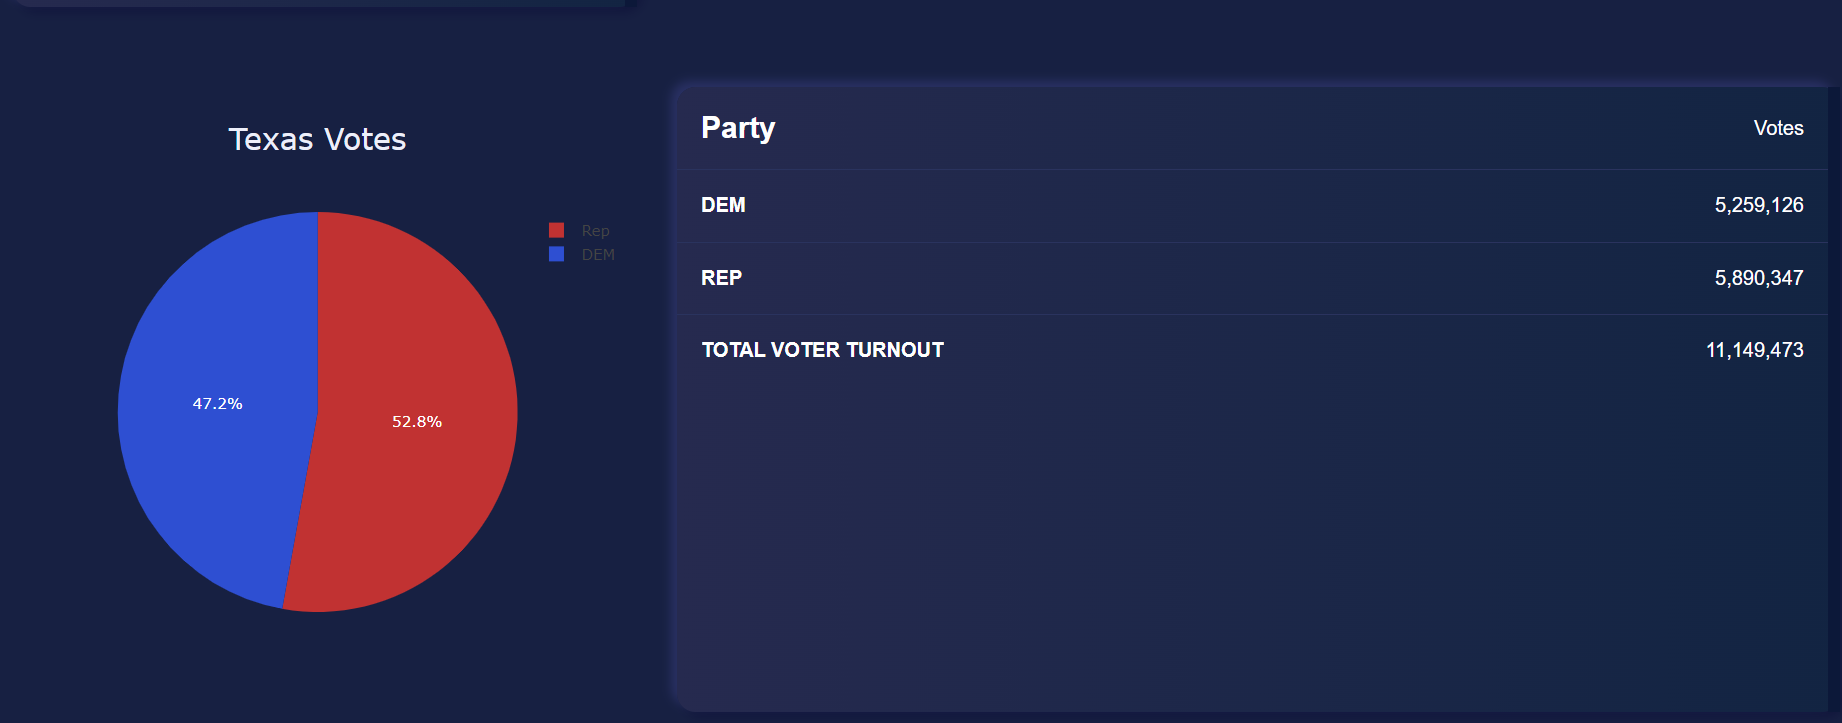 Texas Votes
Rep
DEM
47.2%
52.8%
Party Votes
DEM 5,259,126
REP 5,890,347
TOTAL VOTER TURNOUT 11,149,473